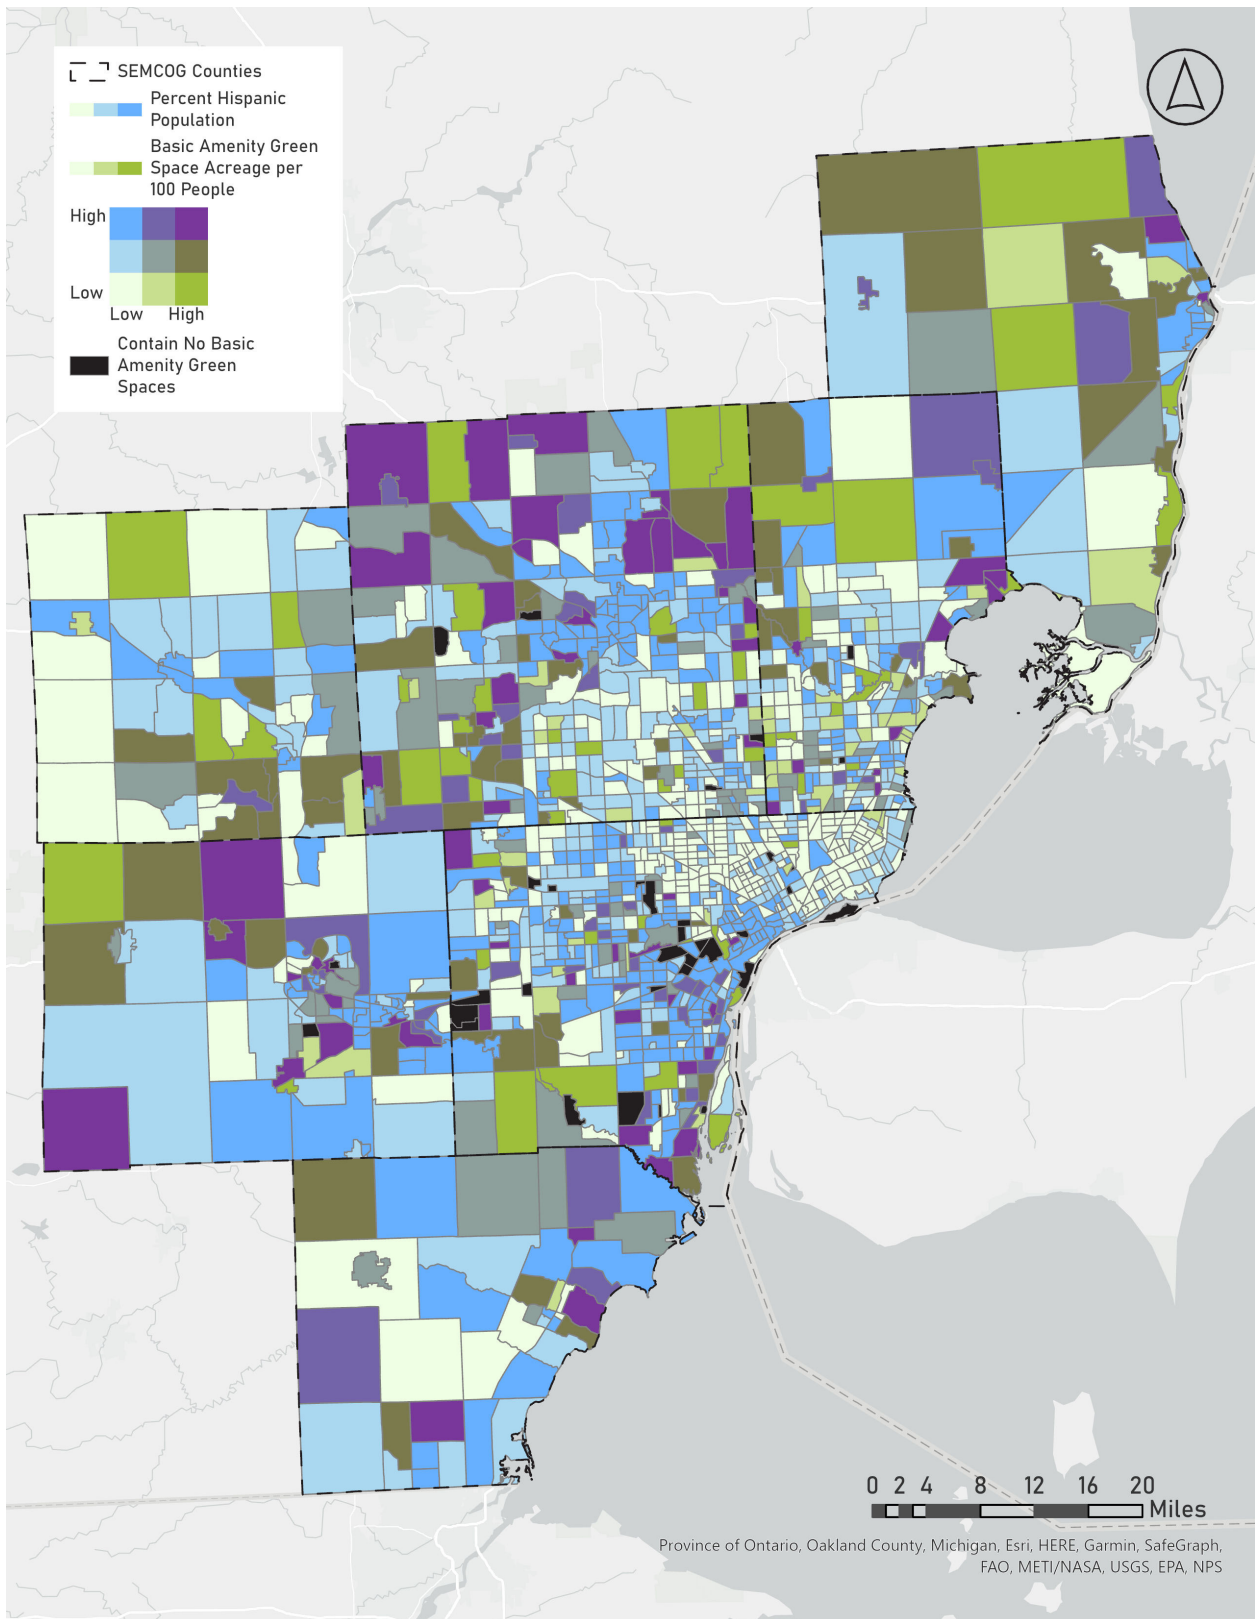 SEMCOG Counties
Percent Hispanic
Population
Basic Amenity Green
Space Acreage per
100 People
High
Low
Low High
Contain No Basic
Amenity Green
Spaces
0 2 4 8 12 16 20
Miles
Province of Ontario, Oakland County, Michigan, Esri, HERE, Garmin, SafeGraph,
FAO, METI/NASA, USGS, EPA, NPS